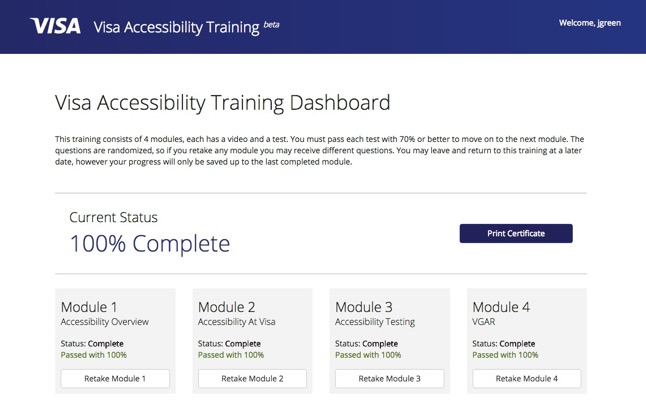 VISA Visa Accessibility Training beta
Welcome, jgreen
Visa Accessibility Training Dashboard
This training consists of 4 modules, each has a video and a test. You must pass each test with 70% or better to move on to the next module. The
questions are randomized, so if you retake any module you may receive different questions. You may leave and return to this training at a later
date, however your progress will only be saved up to the last completed module.
Current Status
100% Complete
Print Certificate
Module 1
Accessibility Overview
Status: Complete
Passed with 100%
Retake Module 1
Module 2
Accessibility At Visa
Status: Complete
Passed with 100%
Retake Module 2
Module 3
Accessibility Testing
Status: Complete
Passed with 100%
Retake Module 3
Module 4
VGAR
Status: Complete
Passed with 100%
Retake Module 4